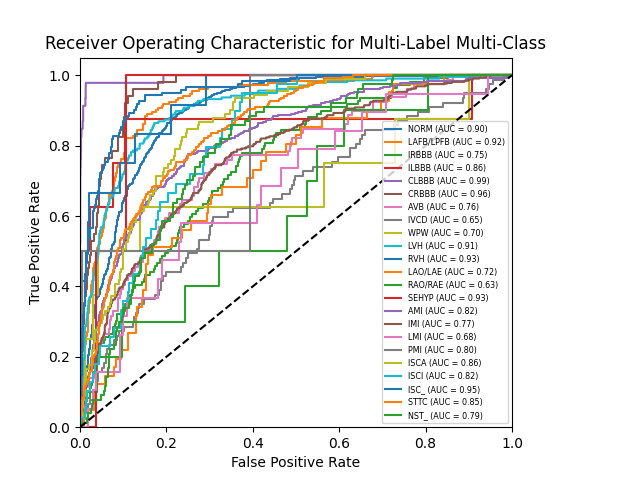 Receiver Operating Characteristic for Multi-Label Multi-Class
1.0
0.8
0.6
0.4
0.2
0.0
True Positive Rate
NORM (AUC = 0.90)
LAFB/LPFB (AUC = 0.92)
IRBBB (AUC = 0.75)
ILBBB (AUC = 0.86)
CLBBB (AUC = 0.99)
CRBBB (AUC = 0.96)
AVB (AUC = 0.76)
IVCD (AUC = 0.65)
WPW (AUC = 0.70)
LVH (AUC = 0.91)
RVH (AUC = 0.93)
LAO/LAE (AUC = 0.72)
RAO/RAE (AUC = 0.63)
SEHYP (AUC = 0.93)
AMI (AUC = 0.82)
IMI (AUC = 0.77)
LMI (AUC = 0.68)
PMI (AUC = 0.80)
ISCA (AUC = 0.86)
ISCI (AUC = 0.82)
ISC_ (AUC = 0.95)
STTC (AUC = 0.85)
NST_ (AUC = 0.79)
0.0 0.2 0.4 0.6 0.8 1.0
False Positive Rate